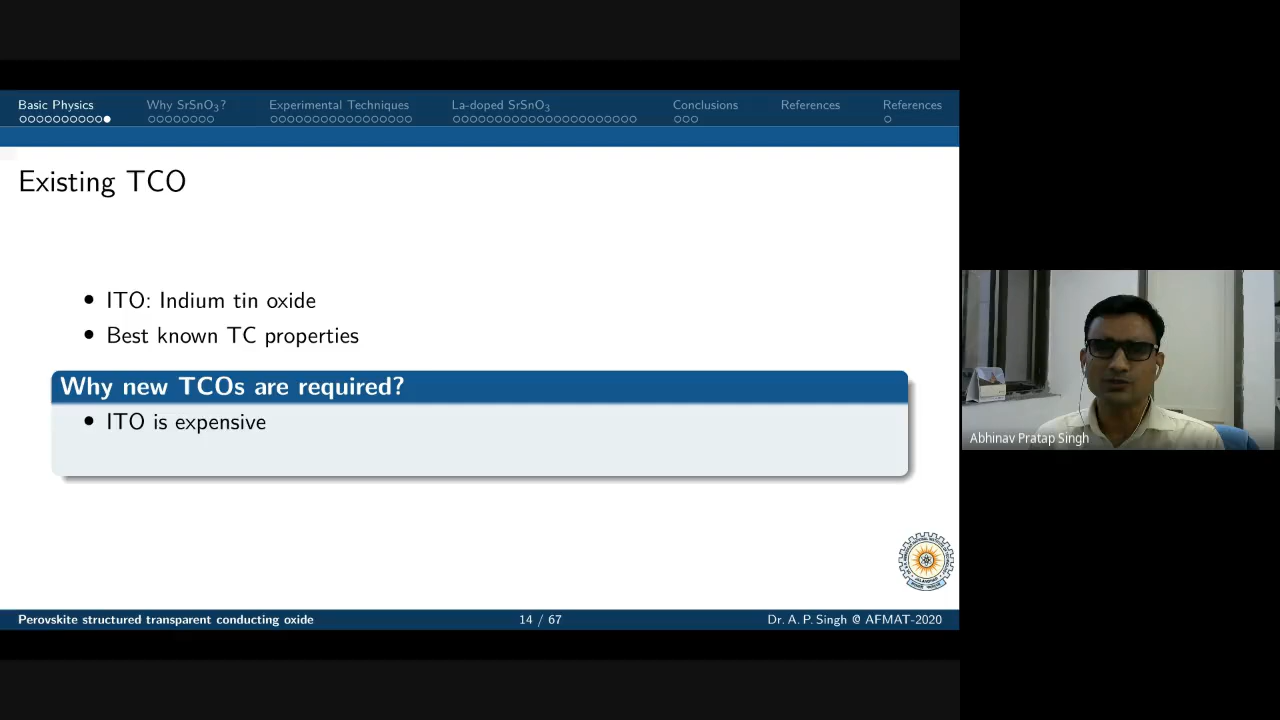 Basic Physics
Why SrSnO₃?
Experimental Techniques
La-doped SrSnO₃
Conclusions
References
References
Existing TCO
• ITO: Indium tin oxide
• Best known TC properties
Why new TCOs are required?
• ITO is expensive
Abhinav Pratap Singh
Perovskite structured transparent conducting oxide
14 / 67
Dr. A. P. Singh @ AFMAT-2020